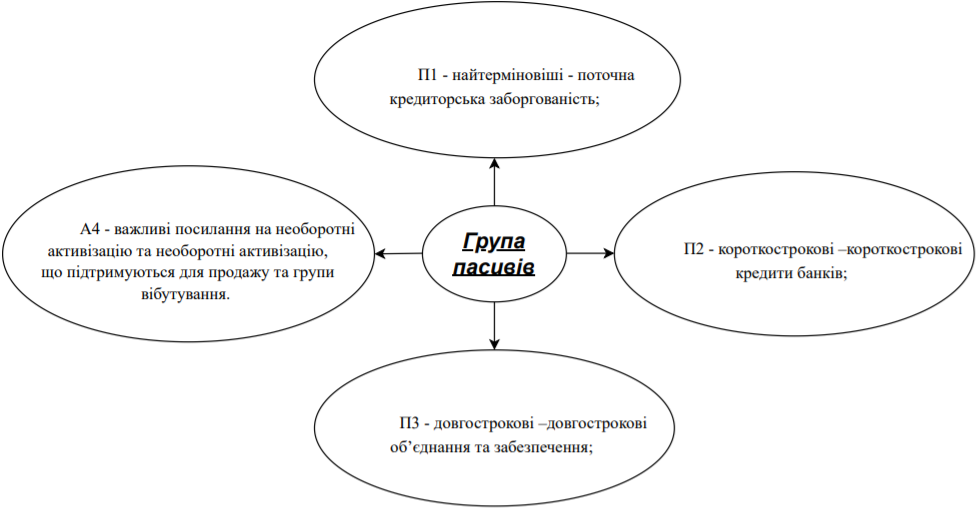 П1 - найтерміновіші - поточна
кредиторська заборгованість;
А4 - важливі посилання на необоротні
активізацію та необоротні активізацію,
що підтримуються для продажу та групи
вібутування.
Група
пасивів
П2 - короткострокові –короткострокові
кредити банків;
П3 - довгострокові –довгострокові
об’єднання та забезпечення;